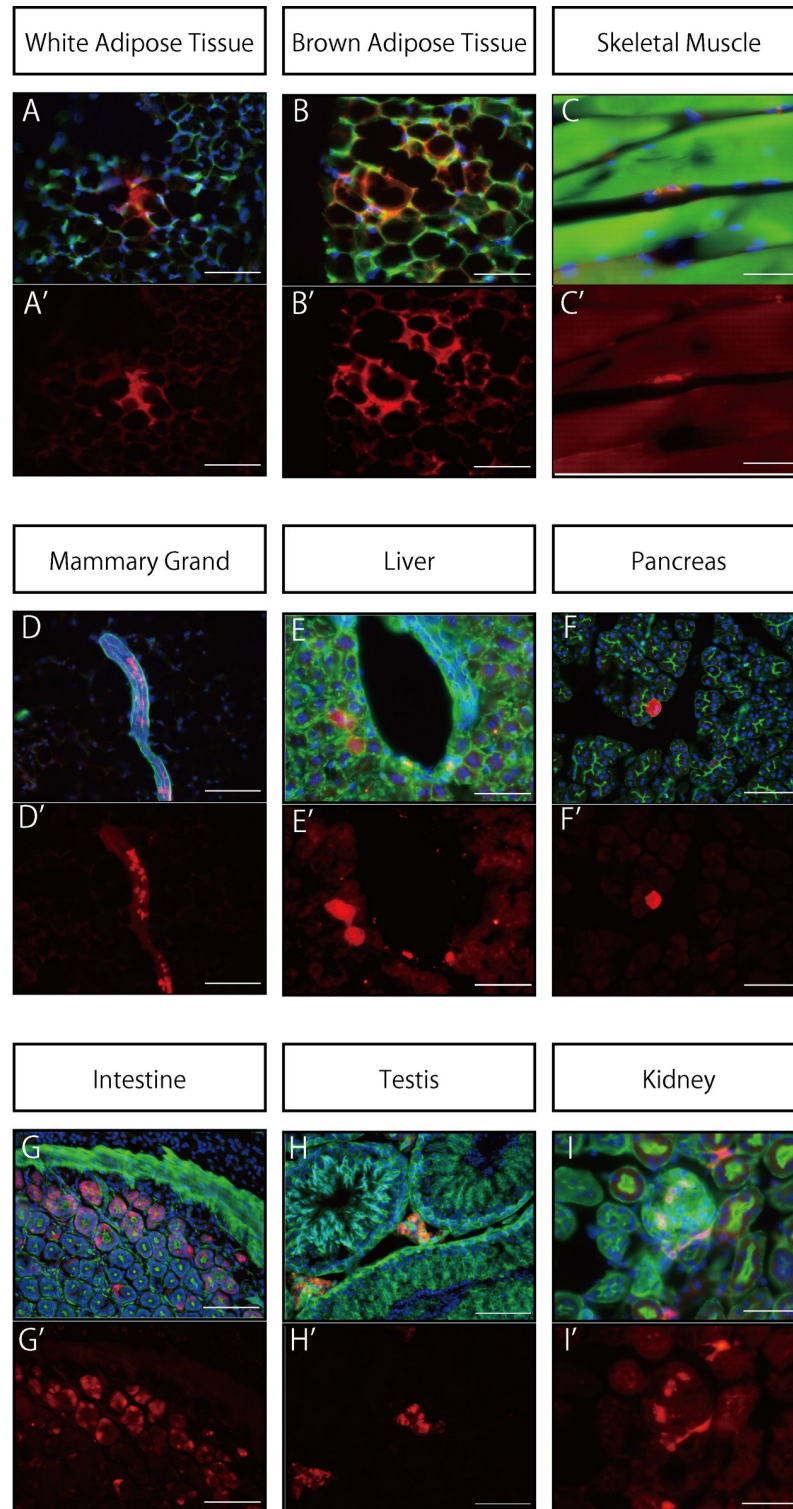 White Adipose Tissue
Brown Adipose Tissue
Skeletal Muscle
A
B
C
A′
B′
C′
Mammary Grand
Liver
Pancreas
D
E
F
D′
E′
F′
Intestine
Testis
Kidney
G
H
I
G′
H′
I′